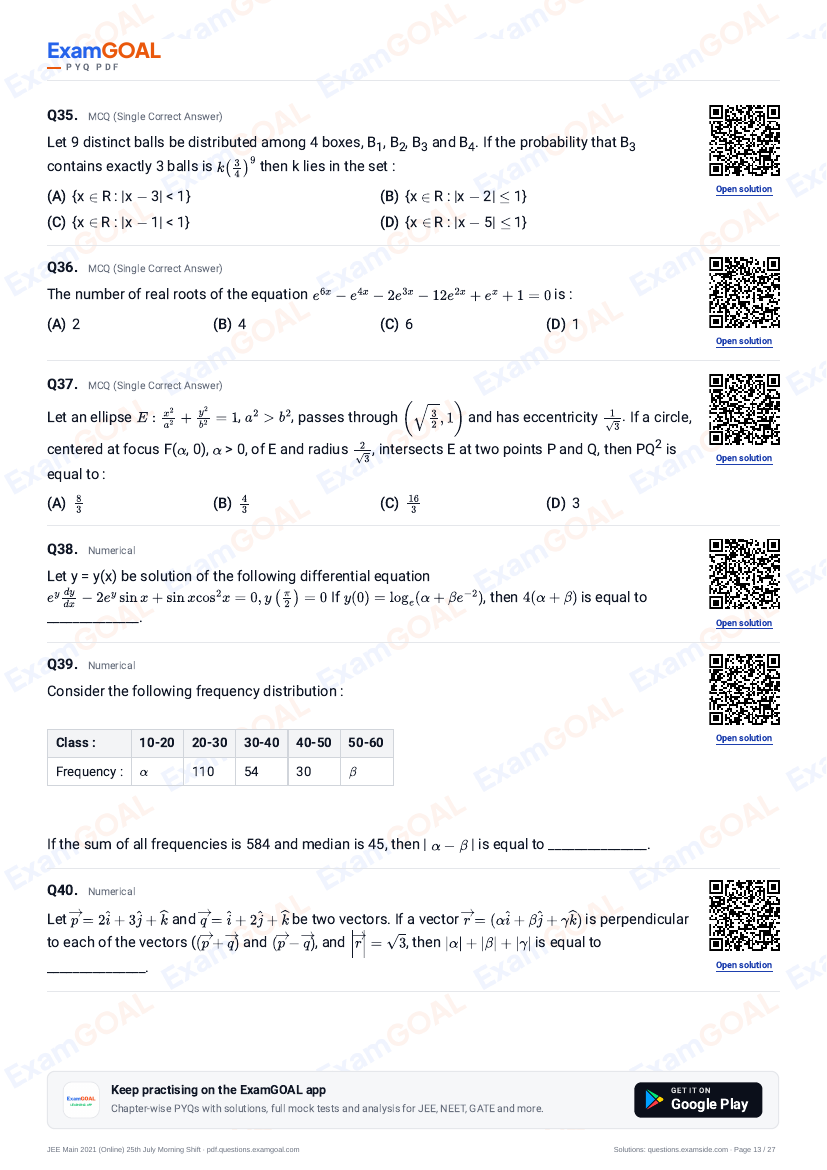 ExamGOAL
PYQ PDF
Q35. MCQ (Single Correct Answer)
Let 9 distinct balls be distributed among 4 boxes, B₁, B₂, B₃ and B₄. If the probability that B₃
contains exactly 3 balls is k(3/4)⁹ then k lies in the set :
(A) {x ∈ R : |x − 3| < 1} (B) {x ∈ R : |x − 2| ≤ 1}
(C) {x ∈ R : |x − 1| < 1} (D) {x ∈ R : |x − 5| ≤ 1}
Open solution
Q36. MCQ (Single Correct Answer)
The number of real roots of the equation e^{6x} − e^{4x} − 2e^{3x} − 12e^{2x} + e^x + 1 = 0 is :
(A) 2 (B) 4 (C) 6 (D) 1
Open solution
Q37. MCQ (Single Correct Answer)
Let an ellipse E : x²/a² + y²/b² = 1, a² > b², passes through (√(3/2), 1) and has eccentricity 1/√3. If a circle,
centered at focus F(α, 0), α > 0, of E and radius 2/√3, intersects E at two points P and Q, then PQ² is
equal to :
(A) 8/3 (B) 4/3 (C) 16/3 (D) 3
Open solution
Q38. Numerical
Let y = y(x) be solution of the following differential equation
e^y dy/dx − 2e^y sin x + sin x cos²x = 0, y(π/2) = 0 If y(0) = logₑ(α + βe⁻²), then 4(α + β) is equal to
______________.
Open solution
Q39. Numerical
Consider the following frequency distribution :
Class : 10-20 20-30 30-40 40-50 50-60
Frequency : α 110 54 30 β
If the sum of all frequencies is 584 and median is 45, then | α − β | is equal to _______________.
Open solution
Q40. Numerical
Let p⃗ = 2î + 3ĵ + k̂ and q⃗ = î + 2ĵ + k̂ be two vectors. If a vector r⃗ = (αî + βĵ + γk̂) is perpendicular
to each of the vectors ((p⃗ + q⃗) and (p⃗ − q⃗), and |r⃗| = √3, then |α| + |β| + |γ| is equal to
_______________.
Open solution
Keep practising on the ExamGOAL app
Chapter-wise PYQs with solutions, full mock tests and analysis for JEE, NEET, GATE and more.
GET IT ON
Google Play
JEE Main 2021 (Online) 25th July Morning Shift · pdf.questions.examgoal.com Solutions: questions.examside.com · Page 13 / 27